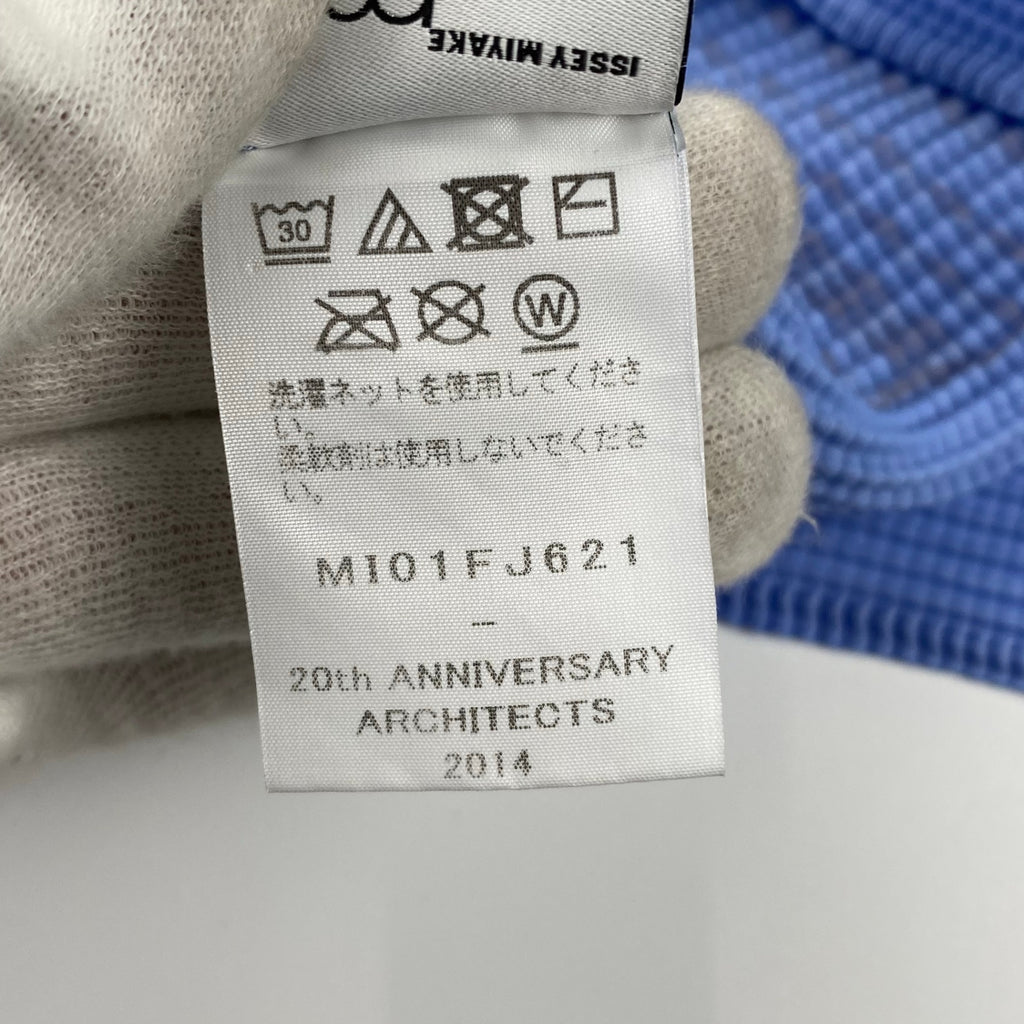 ISSEY MIYAKE
30
W
洗濯ネットを使用してくださ
い。
柔軟剤は使用しないでくださ
い。
MI01FJ621
--
20th ANNIVERSARY
ARCHITECTS
2014